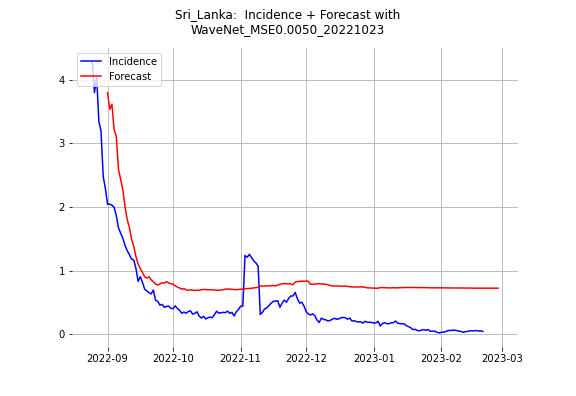 Sri_Lanka:  Incidence + Forecast with
WaveNet_MSE0.0050_20221023
Incidence
Forecast
4
3
2
1
0
2022-09 2022-10 2022-11 2022-12 2023-01 2023-02 2023-03